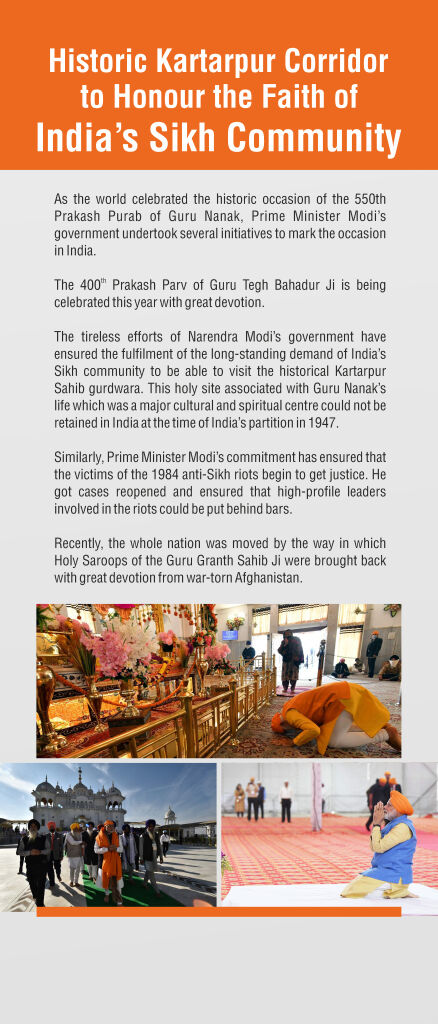 Historic Kartarpur Corridor
to Honour the Faith of
India's Sikh Community
As the world celebrated the historic occasion of the 550th
Prakash Purab of Guru Nanak, Prime Minister Modi's
government undertook several initiatives to mark the occasion
in India.
The 400th Prakash Parv of Guru Tegh Bahadur Ji is being
celebrated this year with great devotion.
The tireless efforts of Narendra Modi's government have
ensured the fulfilment of the long-standing demand of India's
Sikh community to be able to visit the historical Kartarpur
Sahib gurdwara. This holy site associated with Guru Nanak's
life which was a major cultural and spiritual centre could not be
retained in India at the time of India's partition in 1947.
Similarly, Prime Minister Modi's commitment has ensured that
the victims of the 1984 anti-Sikh riots begin to get justice. He
got cases reopened and ensured that high-profile leaders
involved in the riots could be put behind bars.
Recently, the whole nation was moved by the way in which
Holy Saroops of the Guru Granth Sahib Ji were brought back
with great devotion from war-torn Afghanistan.